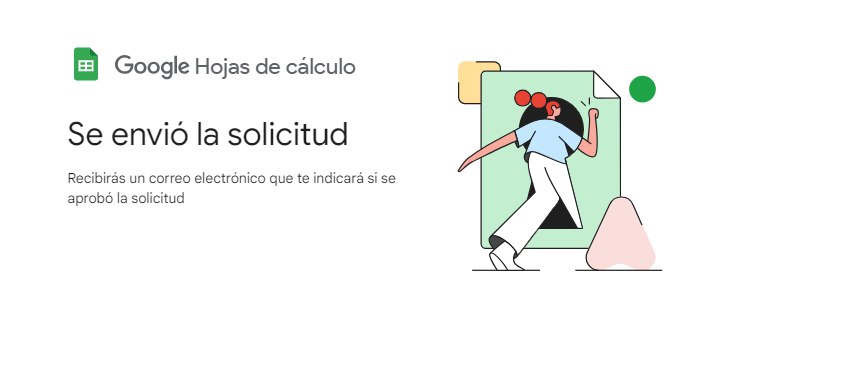 Google Hojas de cálculo
Se envió la solicitud
Recibirás un correo electrónico que te indicará si se
aprobó la solicitud